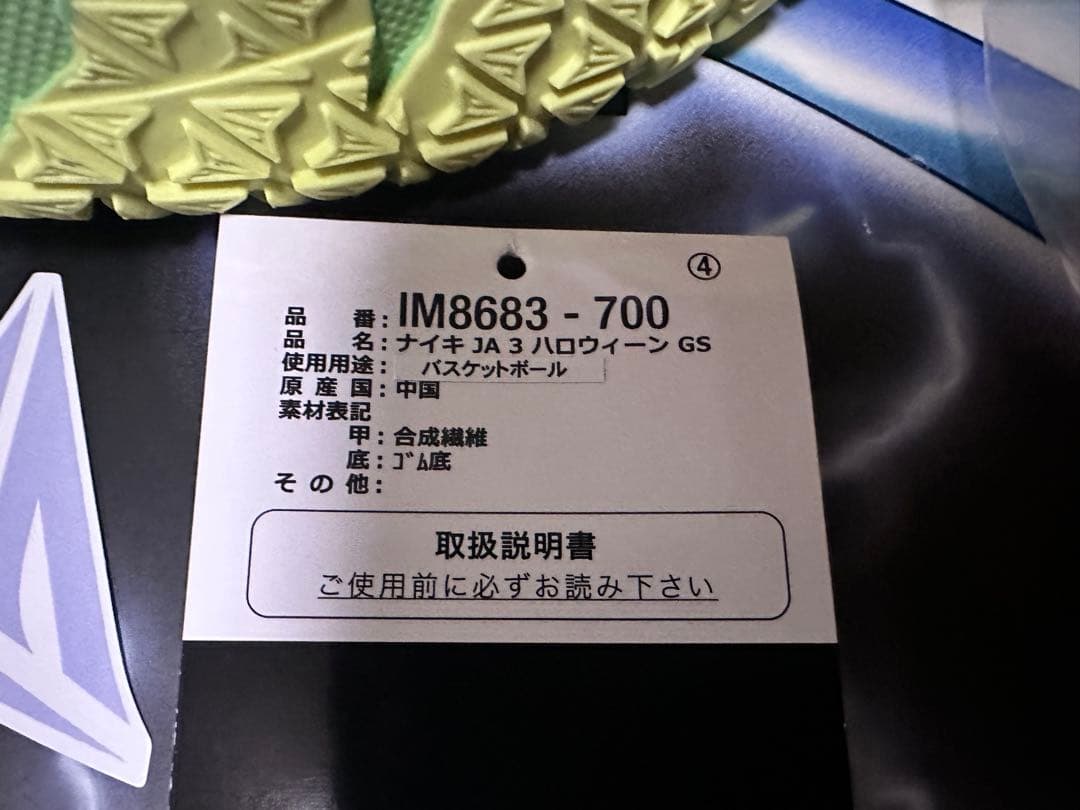 ④
品 番: IM8683 - 700
品 名: ナイキ JA 3 ハロウィーン GS
使用用途: バスケットボール
原 産 国: 中国
素材表記
甲: 合成繊維
底: ｺﾞﾑ底
そ の 他:
取扱説明書
ご使用前に必ずお読み下さい